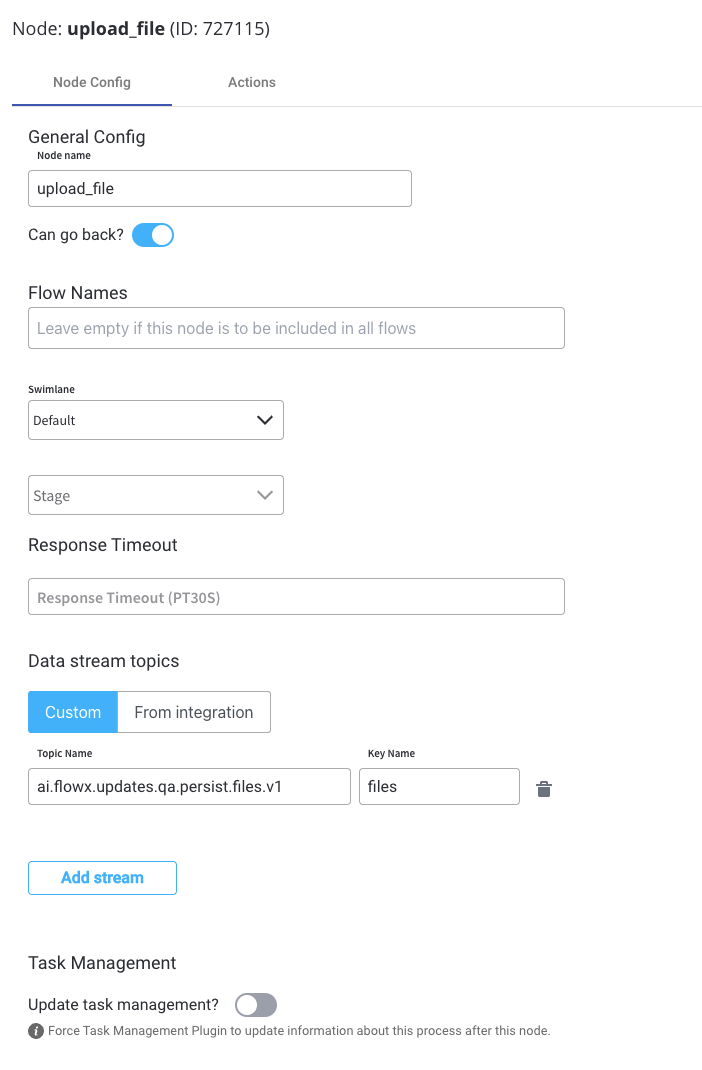 Node: upload_file (ID: 727115)
Node Config
Actions
General Config
Node name
upload_file
Can go back?
Flow Names
Leave empty if this node is to be included in all flows
Swimlane
Default
Stage
Response Timeout
Response Timeout (PT30S)
Data stream topics
Custom
From integration
Topic Name
Key Name
ai.flowx.updates.qa.persist.files.v1
files
Add stream
Task Management
Update task management?
Force Task Management Plugin to update information about this process after this node.